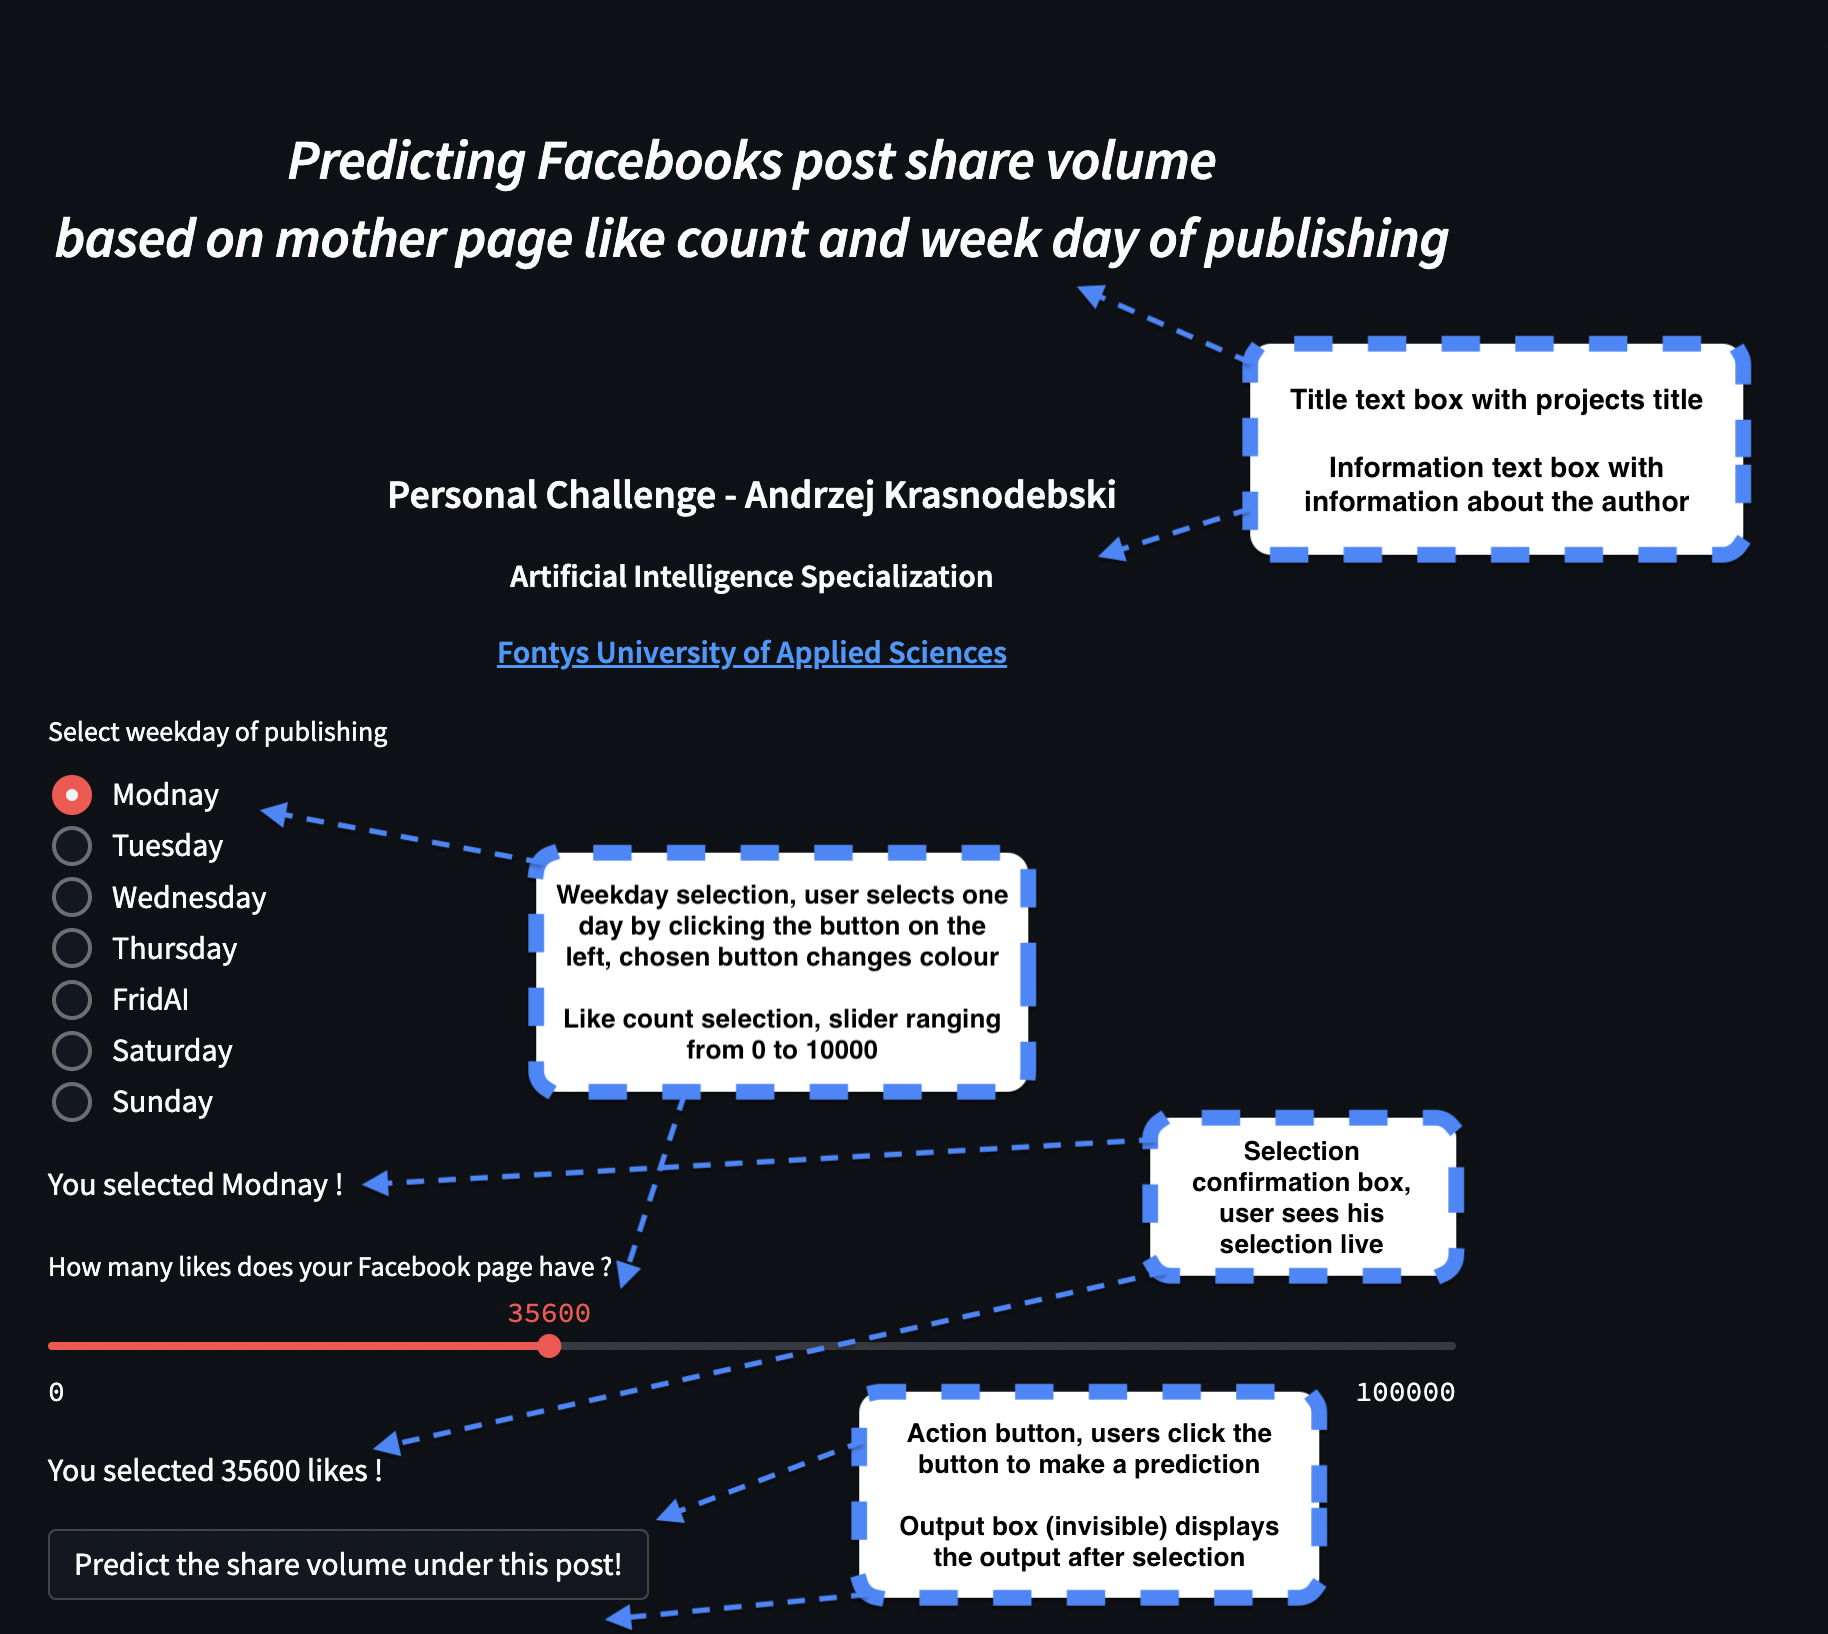 Predicting Facebooks post share volume
based on mother page like count and week day of publishing
Title text box with projects title
Information text box with
information about the author
Personal Challenge - Andrzej Krasnodebski
Artificial Intelligence Specialization
Fontys University of Applied Sciences
Select weekday of publishing
Modnay
Tuesday
Wednesday
Thursday
FridAI
Saturday
Sunday
Weekday selection, user selects one
day by clicking the button on the
left, chosen button changes colour
Like count selection, slider ranging
from 0 to 10000
Selection
confirmation box,
user sees his
selection live
You selected Modnay !
How many likes does your Facebook page have ?
35600
0
100000
You selected 35600 likes !
Action button, users click the
button to make a prediction
Output box (invisible) displays
the output after selection
Predict the share volume under this post!